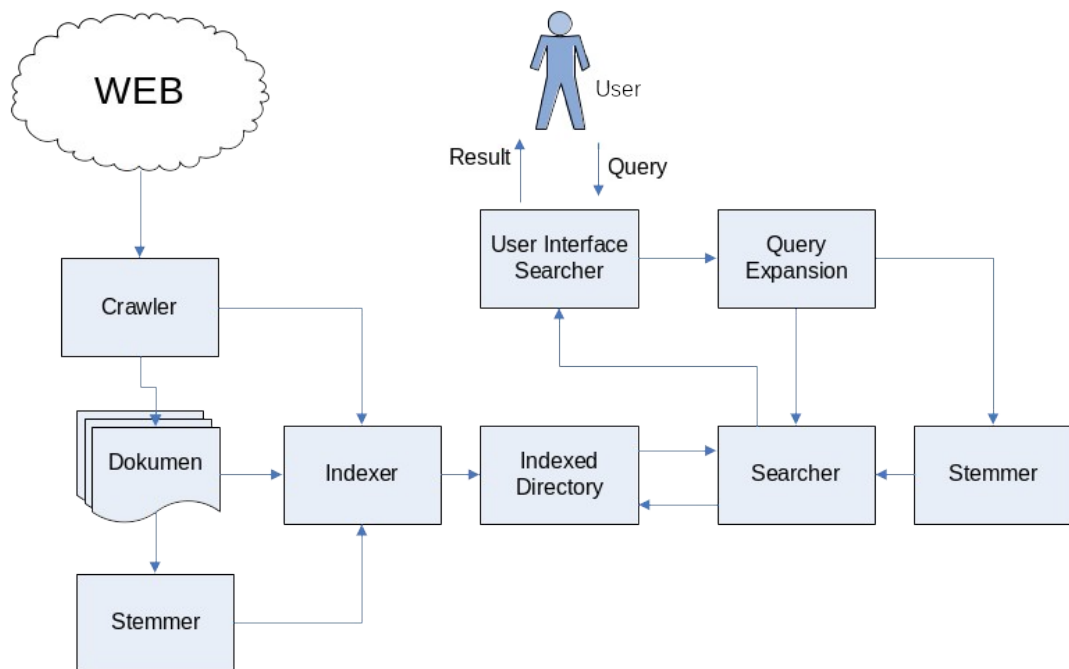 WEB
User
Result
Query
User Interface
Searcher
Query
Expansion
Crawler
Dokumen
Indexer
Indexed
Directory
Searcher
Stemmer
Stemmer